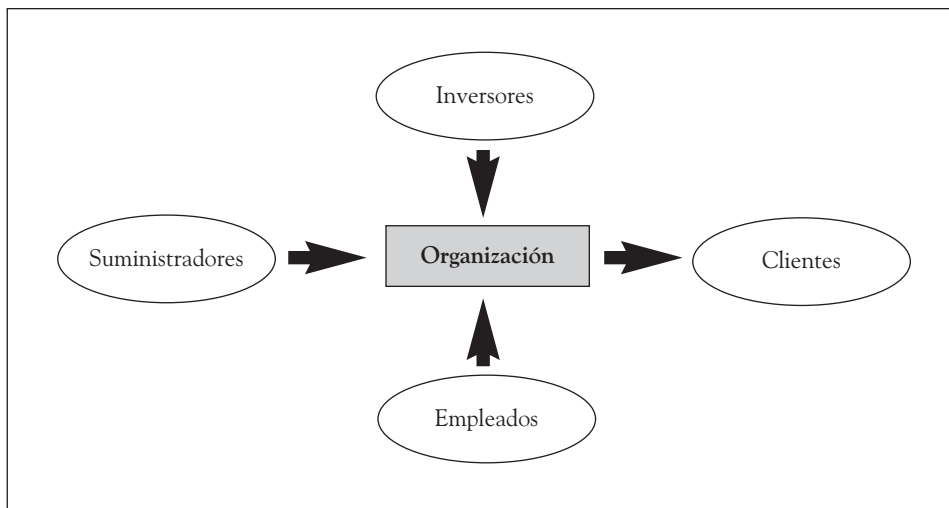 Inversores
Suministradores
Organización
Clientes
Empleados